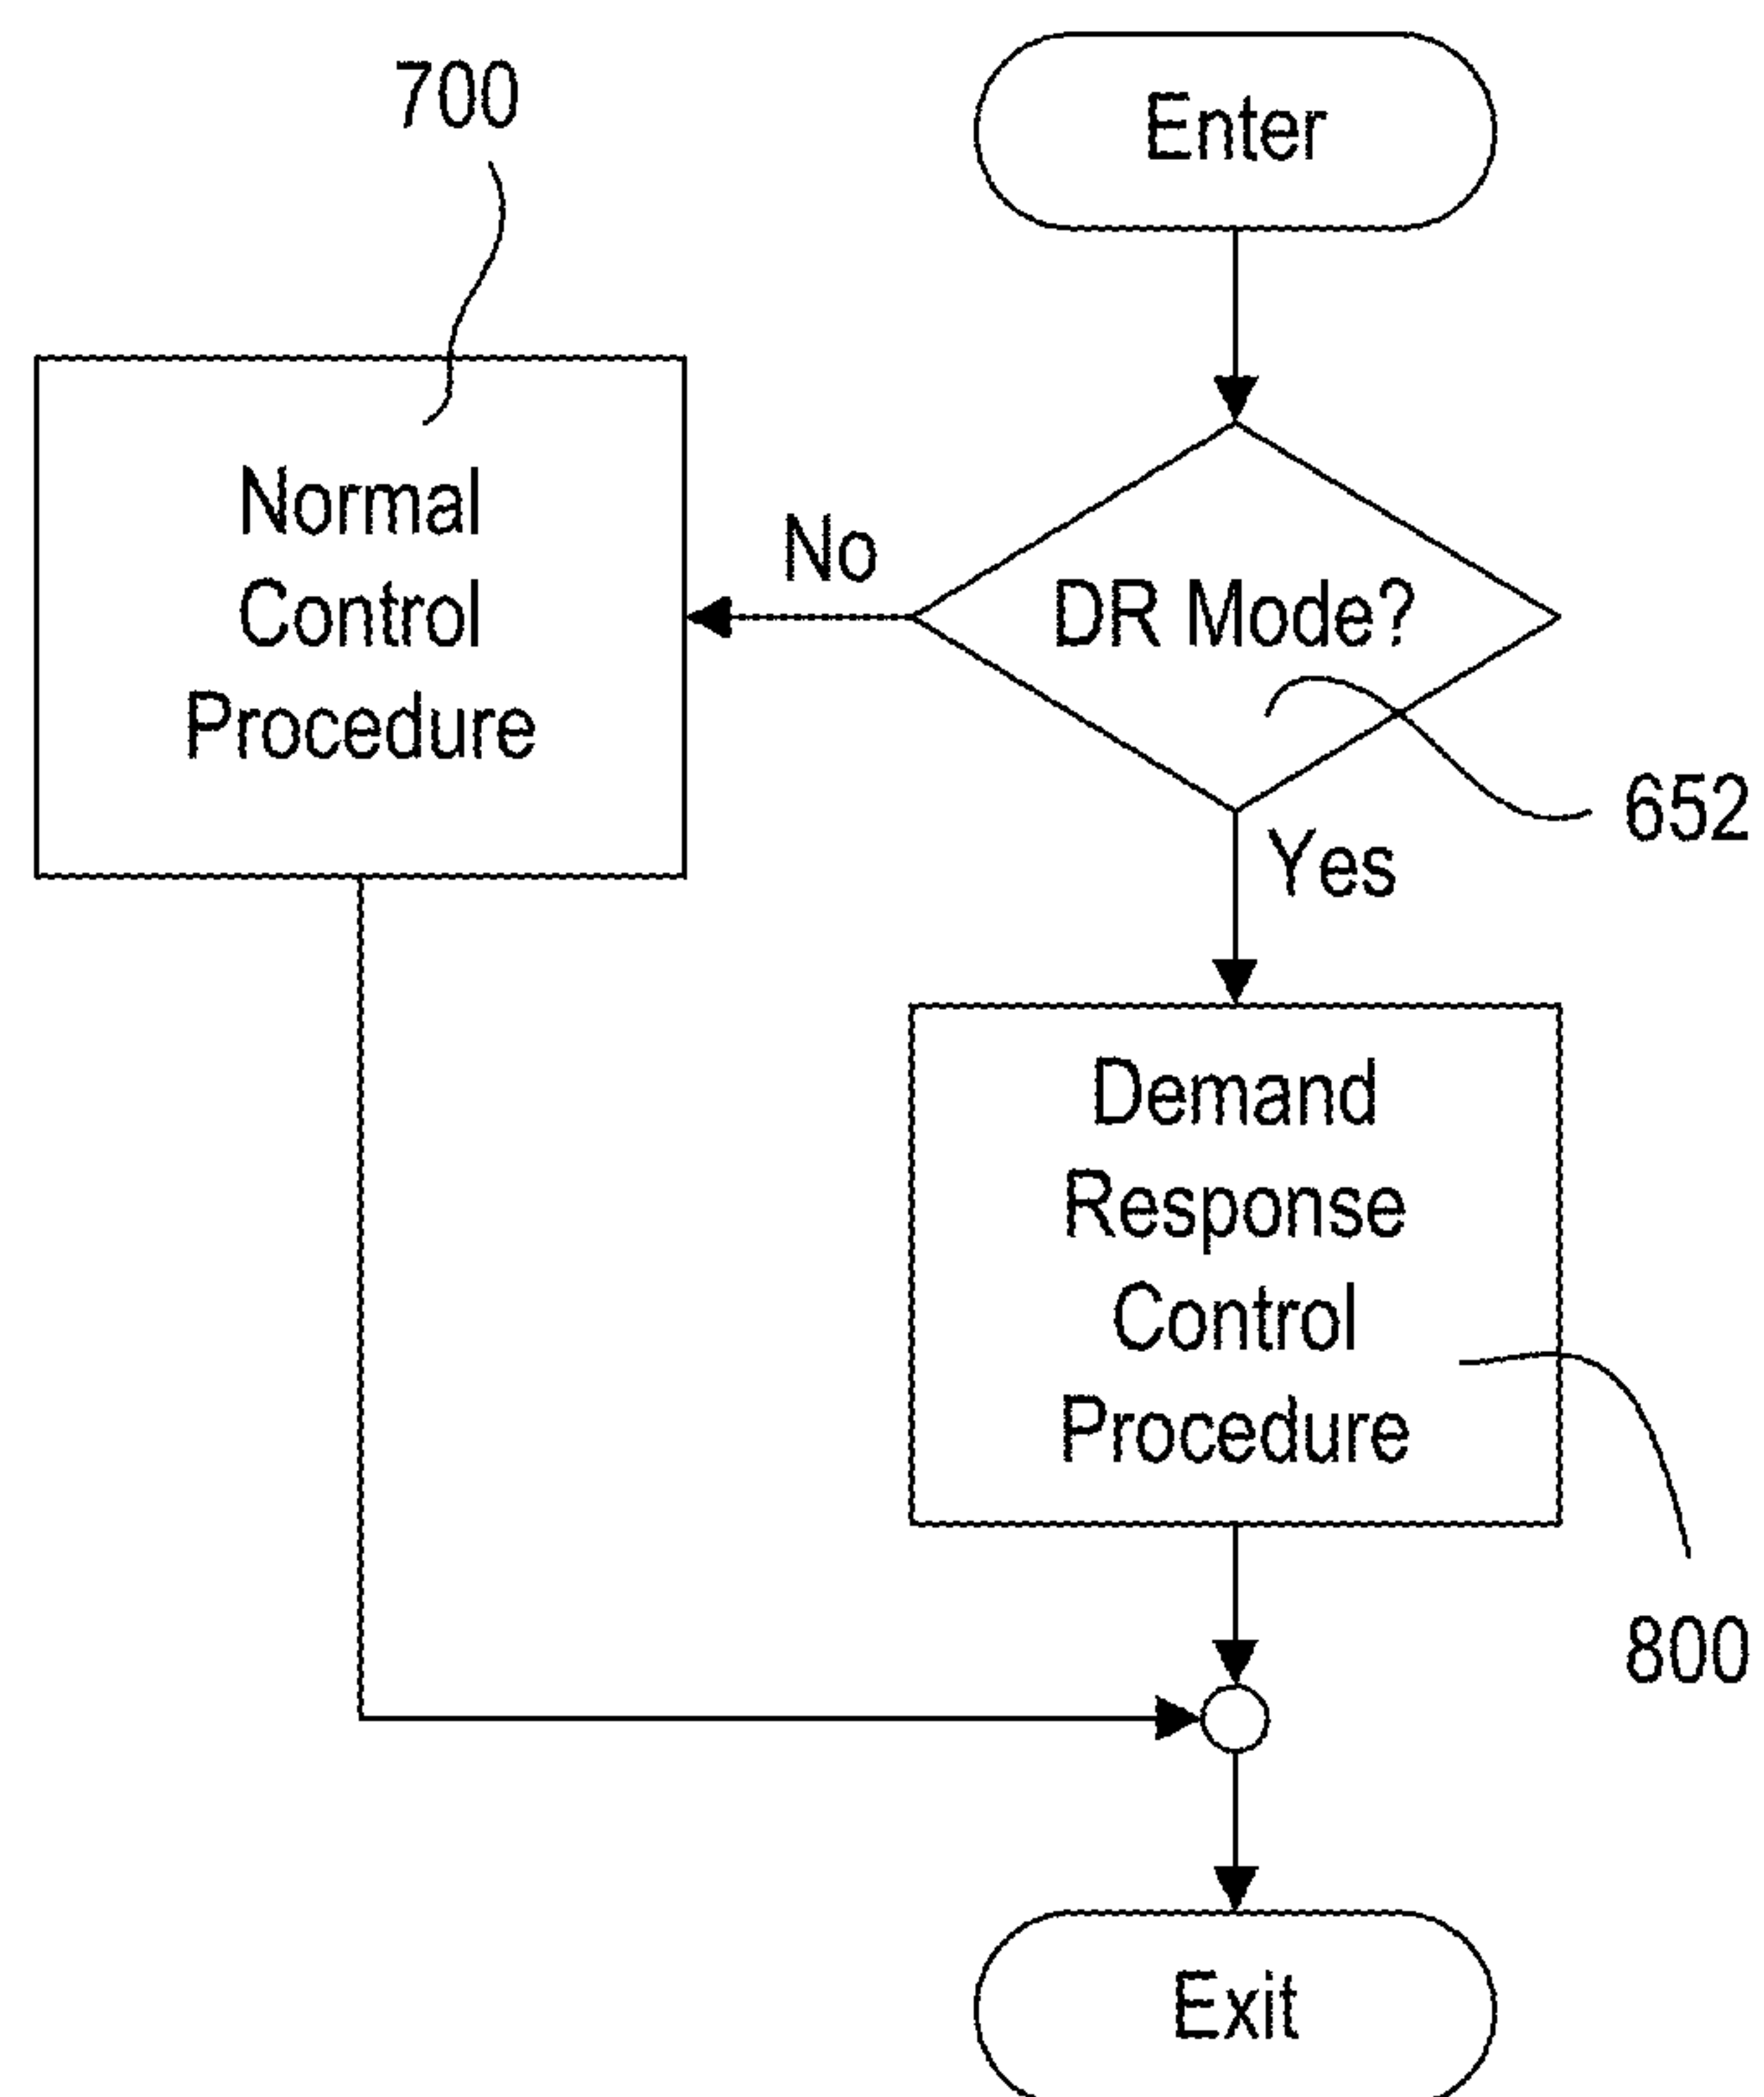 700
Enter
Normal
Control
Procedure
No
DR Mode?
652
Yes
Demand
Response
Control
Procedure
800
Exit